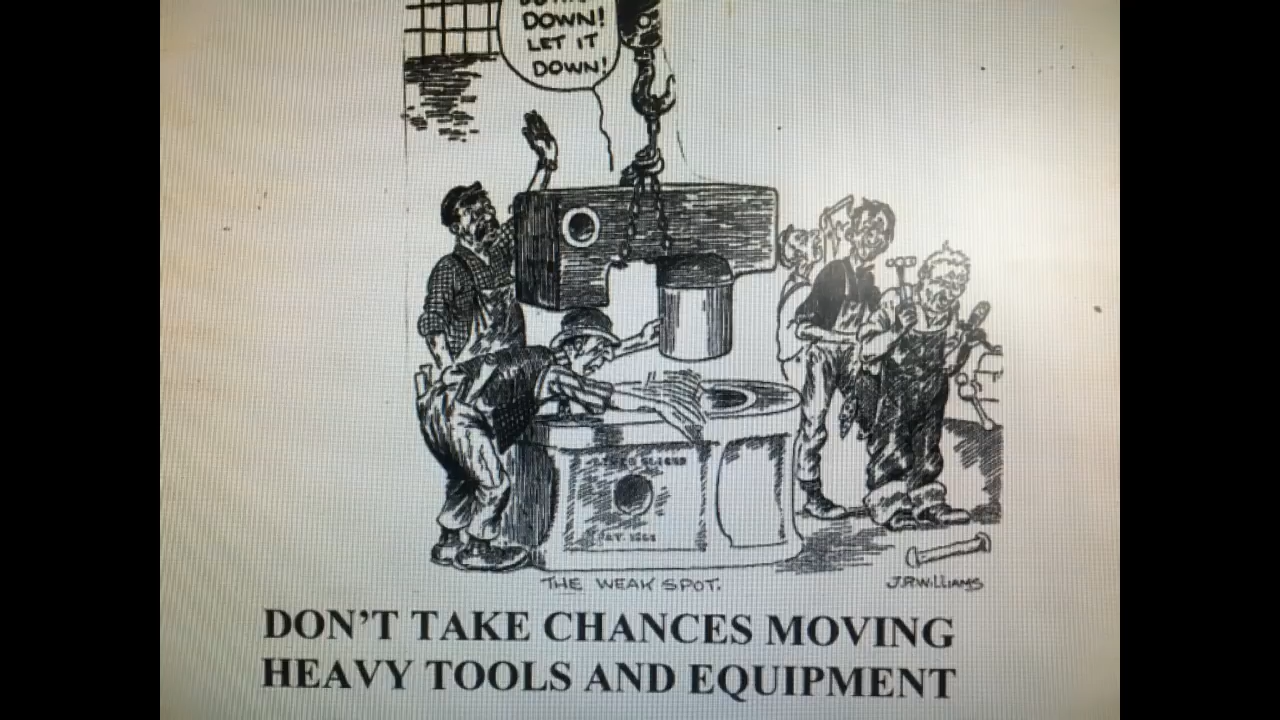 DOWN!
LET IT
DOWN!
THE WEAK SPOT.
J.R.WILLIAMS
DON'T TAKE CHANCES MOVING
HEAVY TOOLS AND EQUIPMENT